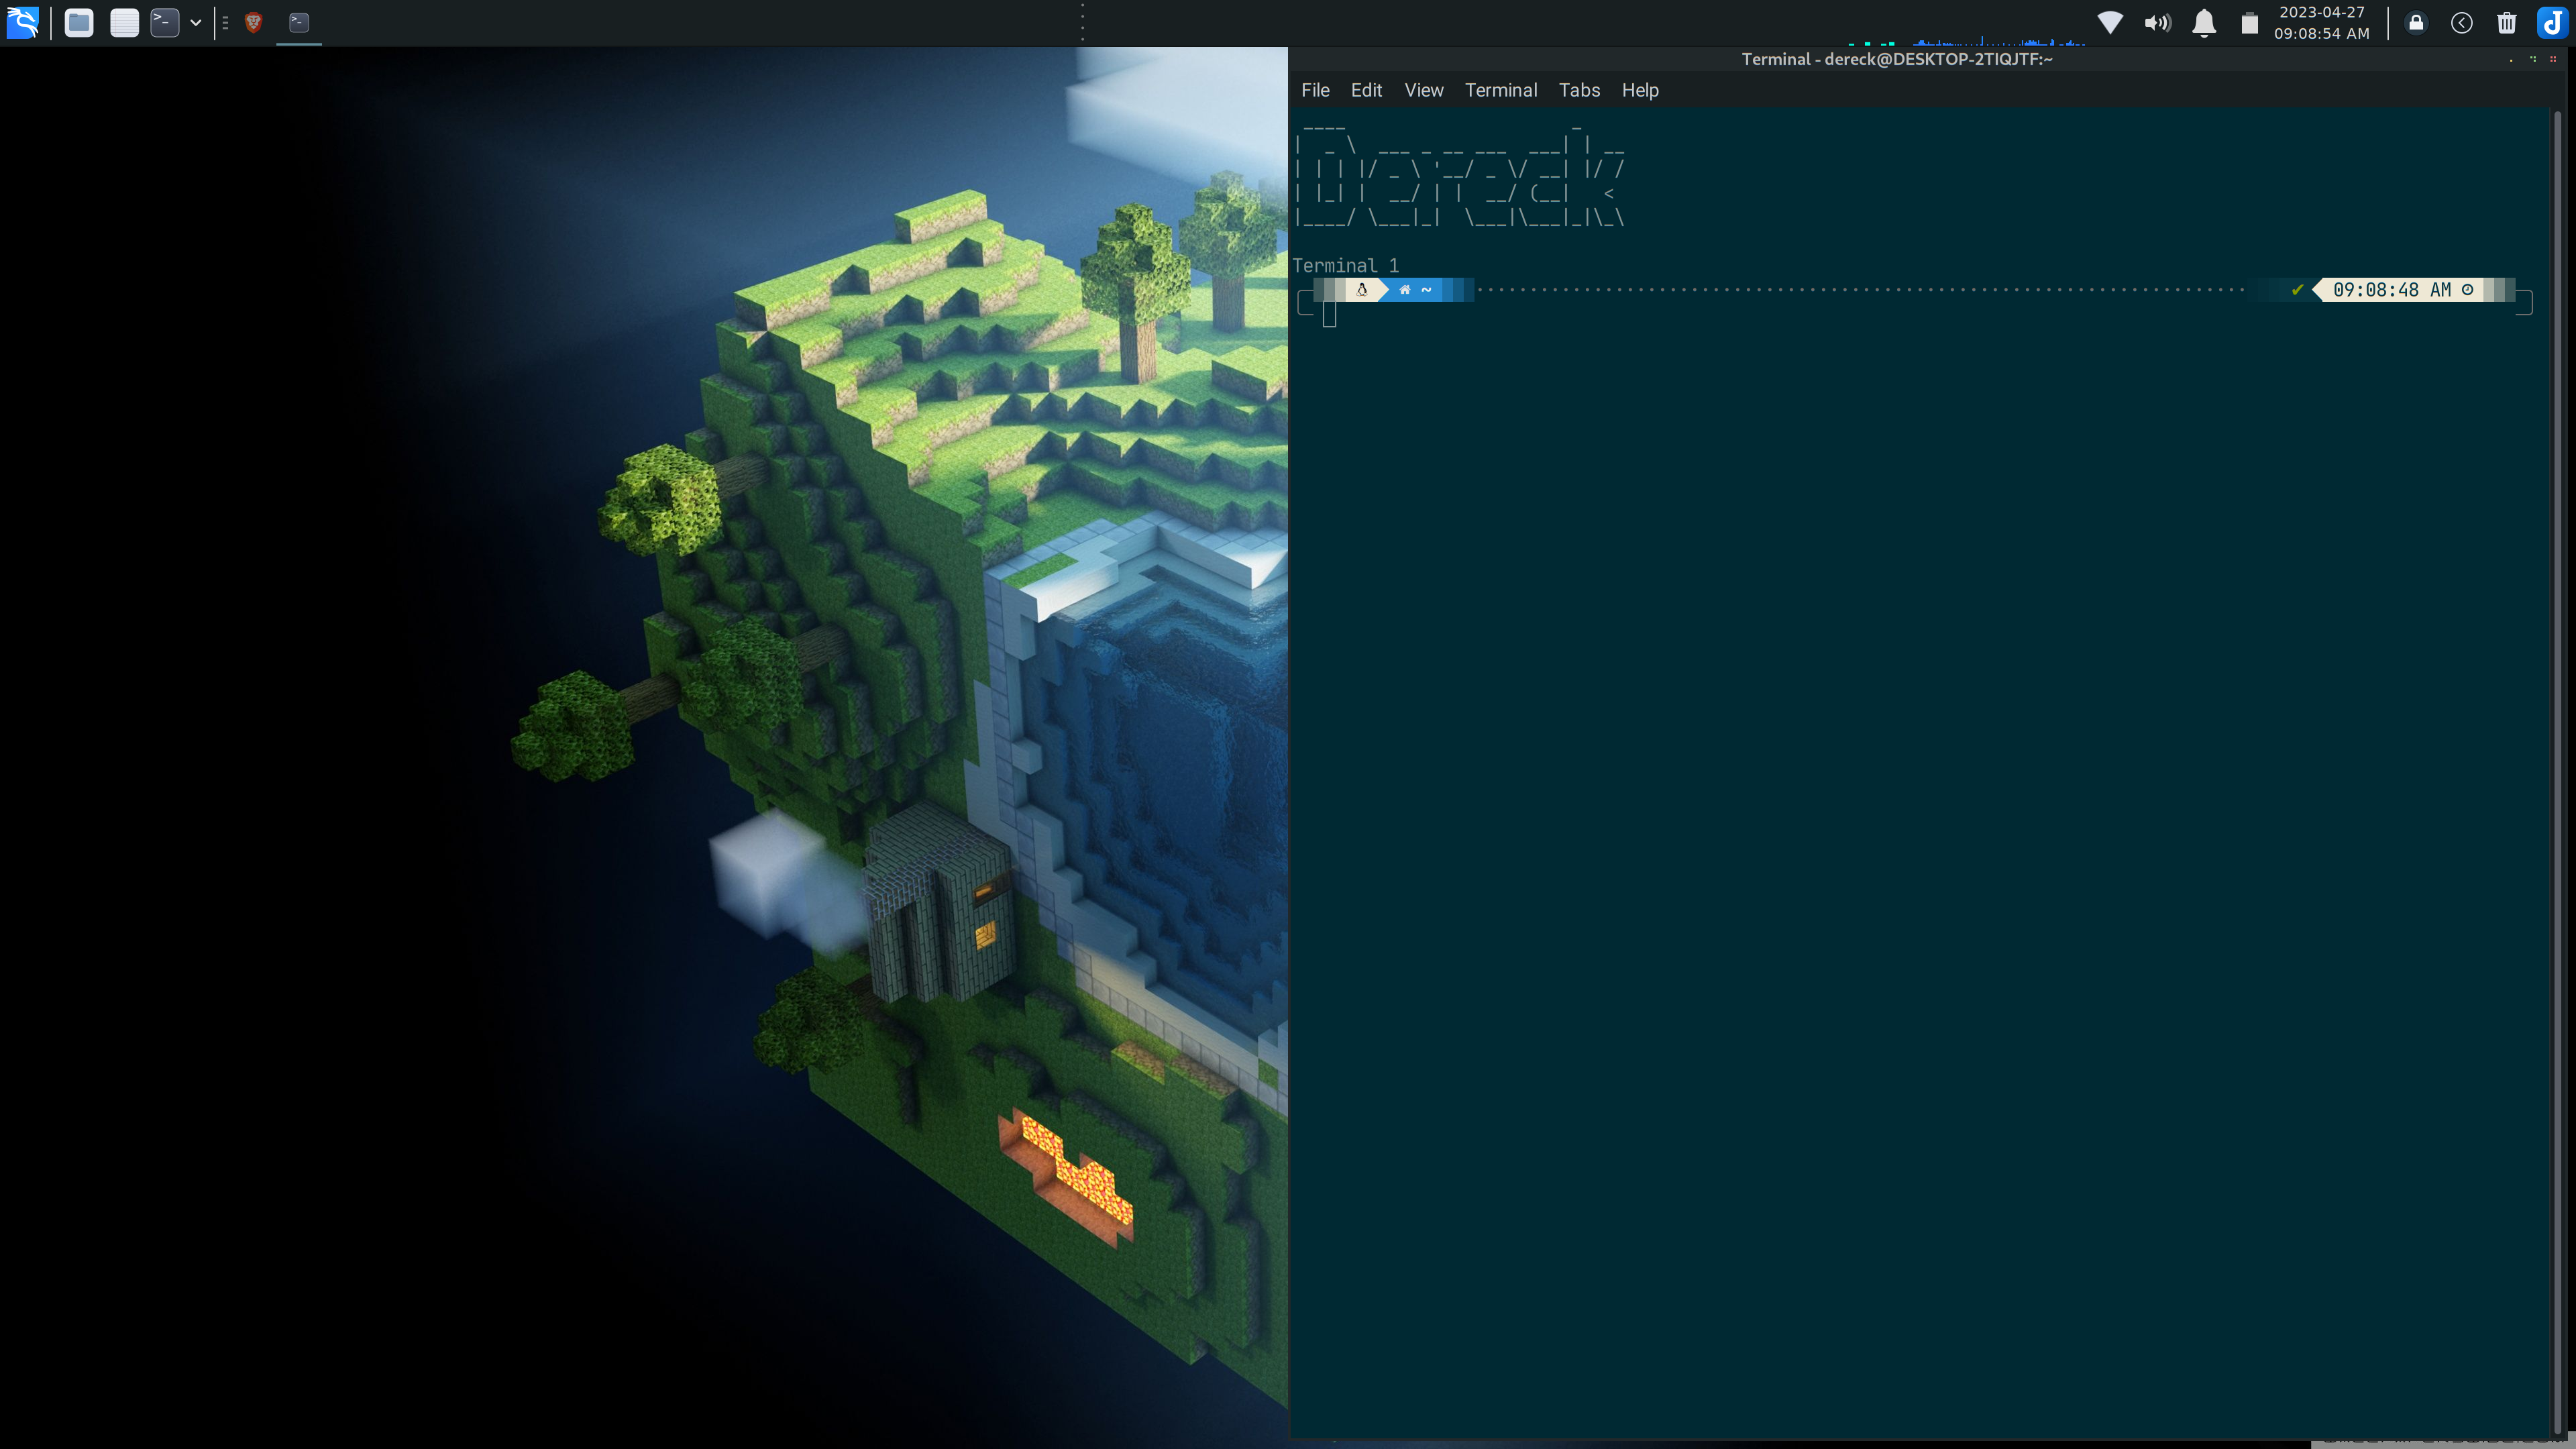 2023-04-27
09:08:54 AM
Terminal - dereck@DESKTOP-2TIQJTF:~
File Edit View Terminal Tabs Help
Dereck
Terminal 1
~ 09:08:48 AM